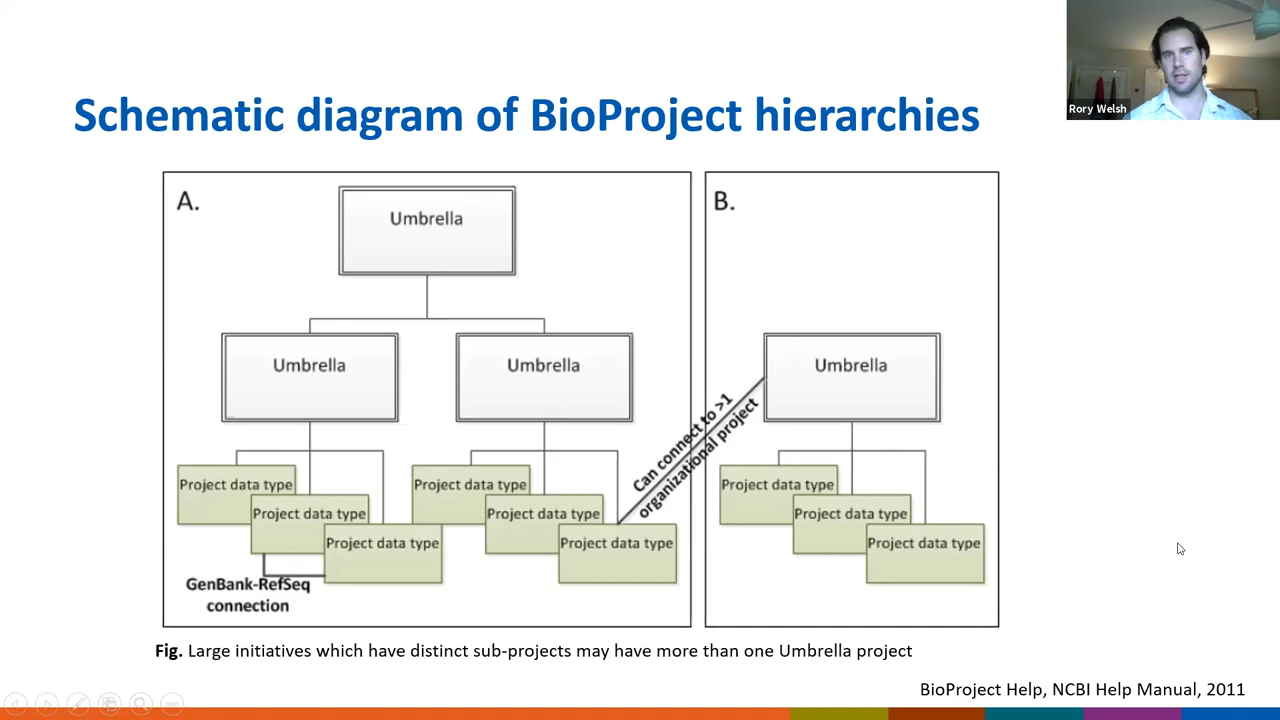 Rory Welsh
Schematic diagram of BioProject hierarchies
A.
Umbrella
Umbrella
Umbrella
Project data type
Project data type
Project data type
Project data type
Project data type
Project data type
GenBank-RefSeq
connection
Can connect to >1
organizational project
B.
Umbrella
Project data type
Project data type
Project data type
Fig. Large initiatives which have distinct sub-projects may have more than one Umbrella project
BioProject Help, NCBI Help Manual, 2011